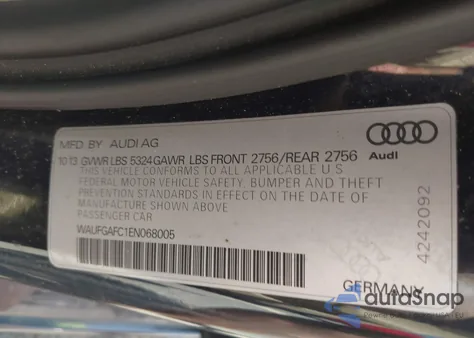 MFD. BY AUDI AG
10 13 GVWR LBS 5324 GAWR LBS FRONT 2756/REAR 2756
THIS VEHICLE CONFORMS TO ALL APPLICABLE U S
FEDERAL MOTOR VEHICLE SAFETY, BUMPER AND THEFT
PREVENTION STANDARDS IN EFFECT ON THE DATE OF
MANUFACTURE SHOWN ABOVE.
PASSENGER CAR
WAUFGAFC1EN068005
Audi
4242092
GERMANY
autoSnap